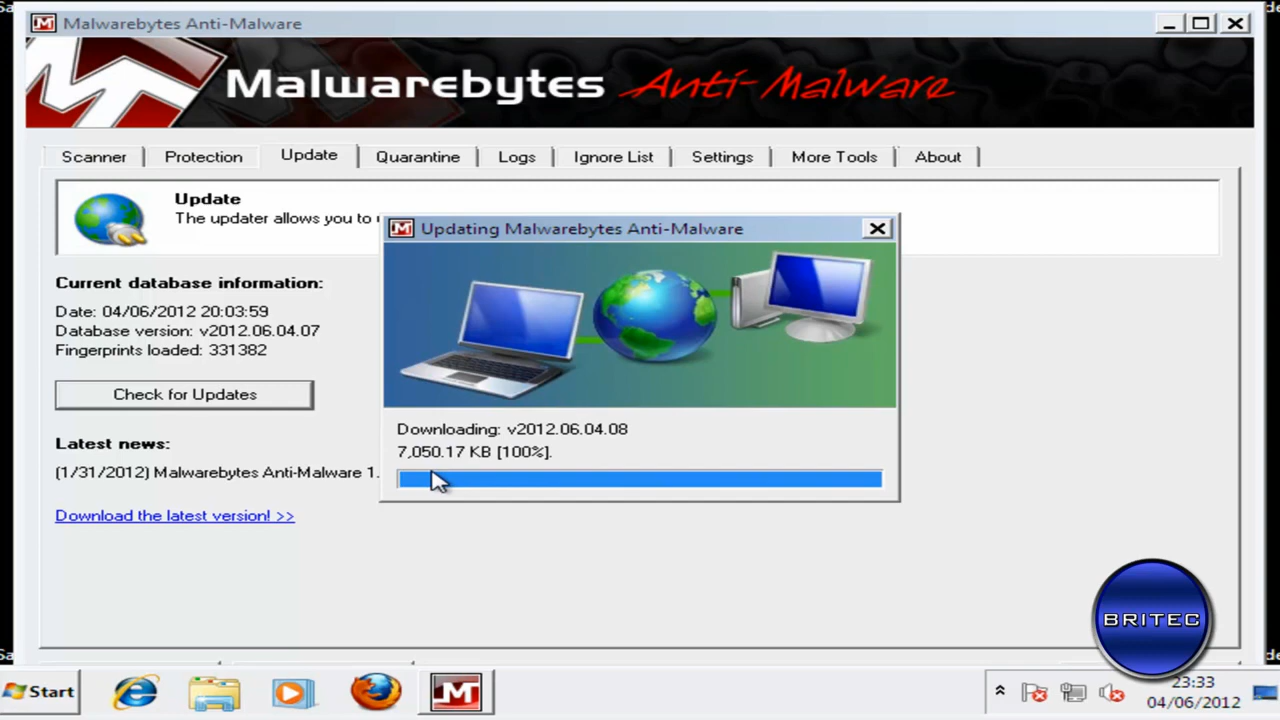 Malwarebytes Anti-Malware
Malwarebytes Anti-Malware
Scanner Protection Update Quarantine Logs Ignore List Settings More Tools About
Update
The updater allows you to
Updating Malwarebytes Anti-Malware
Current database information:
Date: 04/06/2012 20:03:59
Database version: v2012.06.04.07
Fingerprints loaded: 331382
Check for Updates
Downloading: v2012.06.04.08
7,050.17 KB [100%].
Latest news:
(1/31/2012) Malwarebytes Anti-Malware 1.
Download the latest version! >>
BRITEC
Start
23:33
04/06/2012